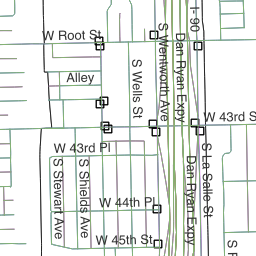 I- 90
W Root St
S Wentworth Ave
Dan Ryan Expy
Alley
S Wells St
W 43rd S
W 43rd Pl
S Stewart Ave
S Shields Ave
S La Salle St
Dan Ryan Expy
W 44th Pl
W 45th St